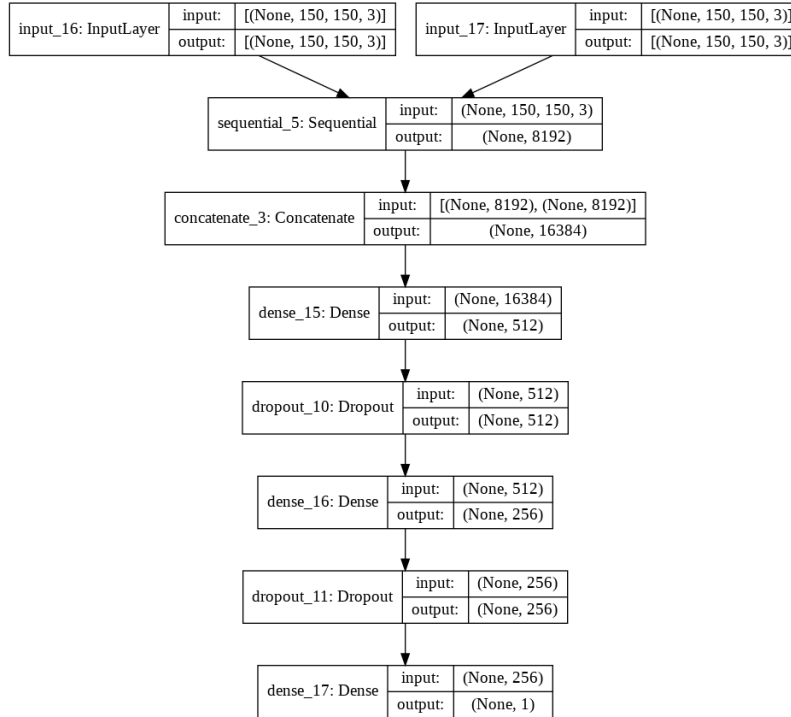 input_16: InputLayer
input: [(None, 150, 150, 3)]
output: [(None, 150, 150, 3)]
input_17: InputLayer
input: [(None, 150, 150, 3)]
output: [(None, 150, 150, 3)]
sequential_5: Sequential
input: (None, 150, 150, 3)
output: (None, 8192)
concatenate_3: Concatenate
input: [(None, 8192), (None, 8192)]
output: (None, 16384)
dense_15: Dense
input: (None, 16384)
output: (None, 512)
dropout_10: Dropout
input: (None, 512)
output: (None, 512)
dense_16: Dense
input: (None, 512)
output: (None, 256)
dropout_11: Dropout
input: (None, 256)
output: (None, 256)
dense_17: Dense
input: (None, 256)
output: (None, 1)